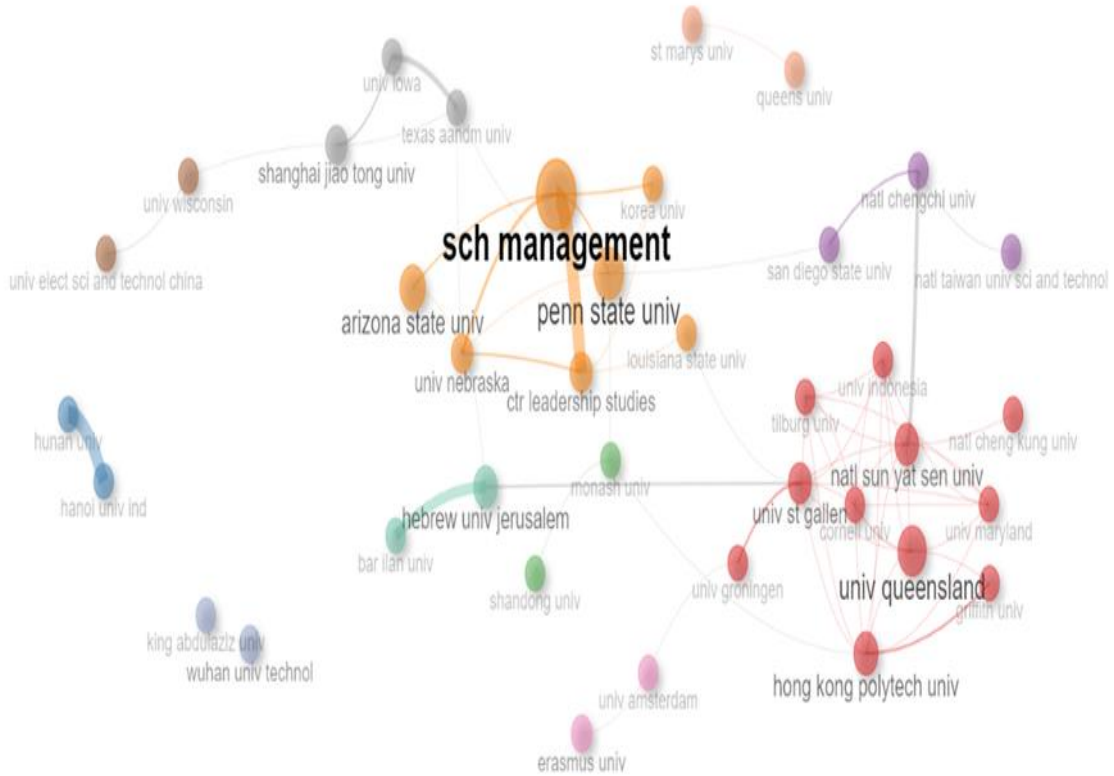 st marys univ
univ iowa
queens univ
texas aandm univ
shanghai jiao tong univ
univ wisconsin
korea univ
natl chengchi univ
sch management
san diego state univ
natl taiwan univ sci and technol
univ elect sci and technol china
penn state univ
arizona state univ
louisiana state univ
univ nebraska
univ indonesia
ctr leadership studies
tilburg univ
hunan univ
natl cheng kung univ
natl sun yat sen univ
monash univ
hanoi univ ind
univ st gallen
hebrew univ jerusalem
cornell univ
univ maryland
bar ilan univ
univ groningen
univ queensland
shandong univ
griffith univ
king abdulaziz univ
wuhan univ technol
hong kong polytech univ
univ amsterdam
erasmus univ